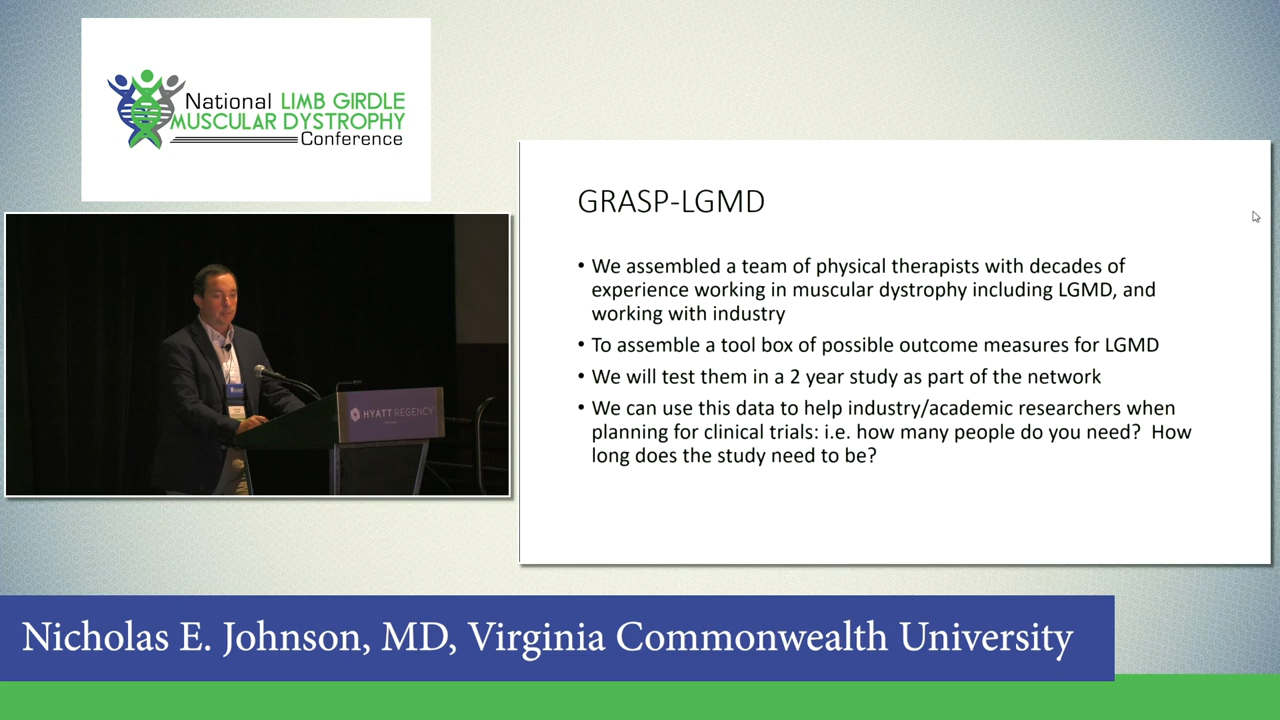 National LIMB GIRDLE
MUSCULAR DYSTROPHY
Conference
GRASP-LGMD
• We assembled a team of physical therapists with decades of
experience working in muscular dystrophy including LGMD, and
working with industry
• To assemble a tool box of possible outcome measures for LGMD
• We will test them in a 2 year study as part of the network
• We can use this data to help industry/academic researchers when
planning for clinical trials: i.e. how many people do you need? How
long does the study need to be?
HYATT REGENCY
Nicholas E. Johnson, MD, Virginia Commonwealth University